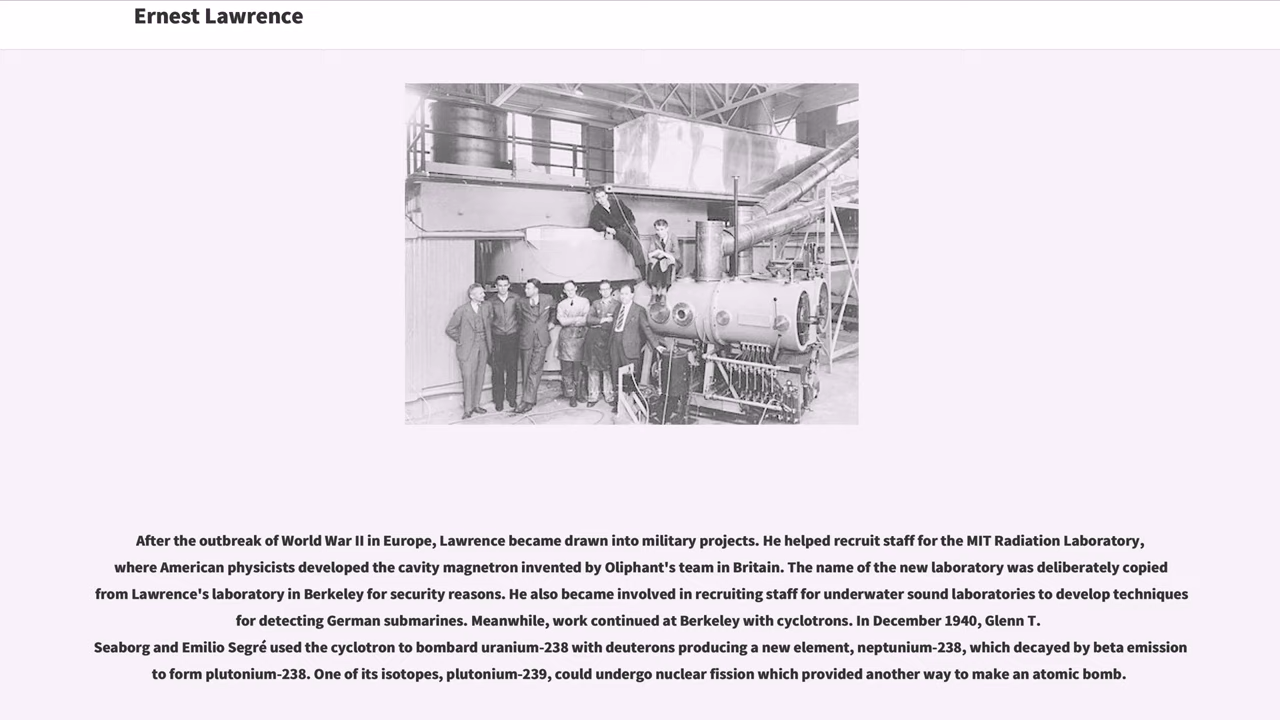 Ernest Lawrence
After the outbreak of World War II in Europe, Lawrence became drawn into military projects. He helped recruit staff for the MIT Radiation Laboratory,
where American physicists developed the cavity magnetron invented by Oliphant's team in Britain. The name of the new laboratory was deliberately copied
from Lawrence's laboratory in Berkeley for security reasons. He also became involved in recruiting staff for underwater sound laboratories to develop techniques
for detecting German submarines. Meanwhile, work continued at Berkeley with cyclotrons. In December 1940, Glenn T.
Seaborg and Emilio Segré used the cyclotron to bombard uranium-238 with deuterons producing a new element, neptunium-238, which decayed by beta emission
to form plutonium-238. One of its isotopes, plutonium-239, could undergo nuclear fission which provided another way to make an atomic bomb.